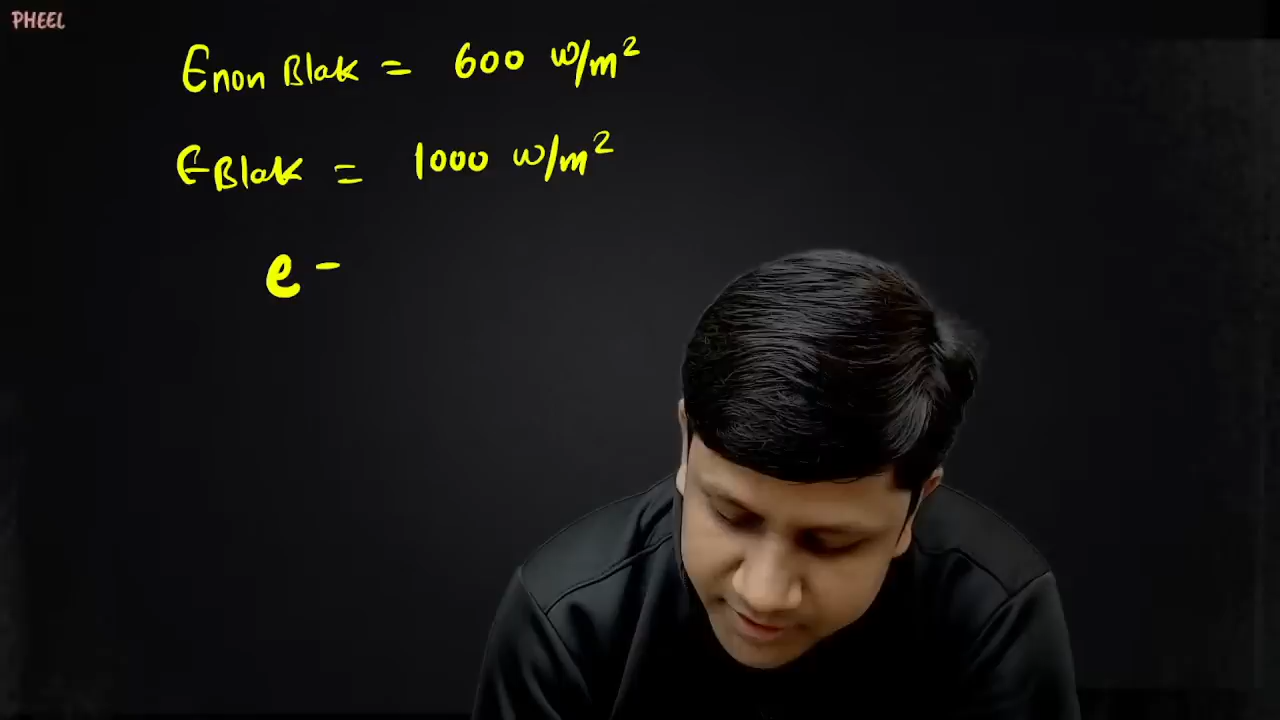 PHEEL
Enon Blak = 600 w/m²
EBlak = 1000 w/m²
e -